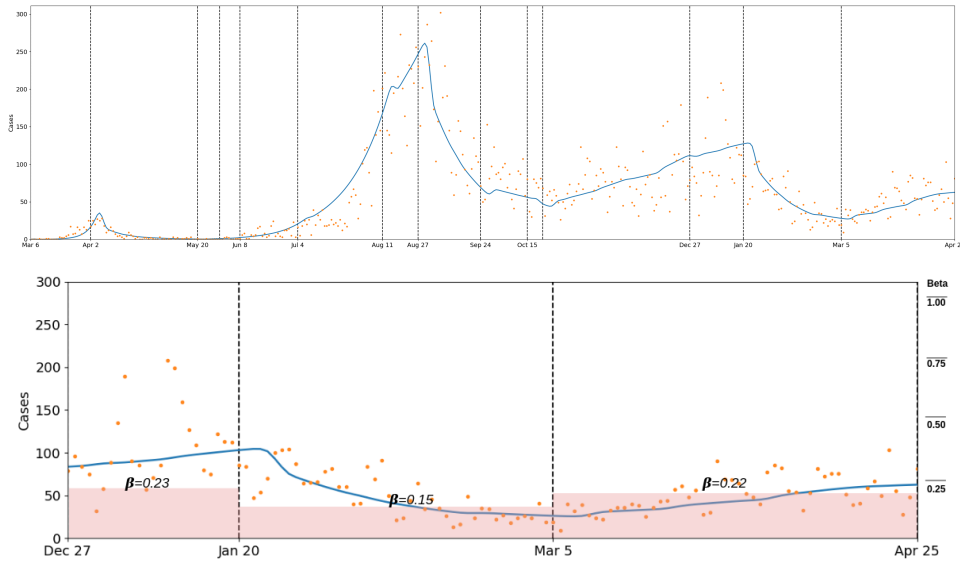 300
250
200
150
100
50
0
Cases
Mar 6 Apr 2 May 20 Jun 8 Jul 4 Aug 11 Aug 27 Sep 24 Oct 15 Dec 27 Jan 20 Mar 5 Apr 2
300
250
200
150
100
50
0
Cases
Beta
1.00
0.75
0.50
0.25
β=0.23
β=0.15
β=0.22
Dec 27 Jan 20 Mar 5 Apr 25